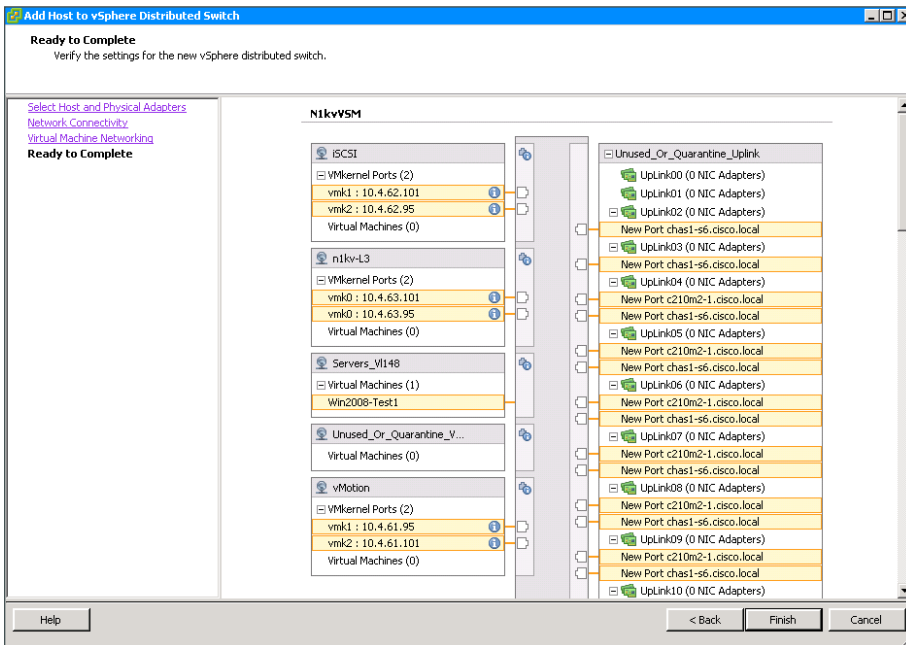 Add Host to vSphere Distributed Switch
Ready to Complete
Verify the settings for the new vSphere distributed switch.
Select Host and Physical Adapters
Network Connectivity
Virtual Machine Networking
Ready to Complete
N1kvVSM
iSCSI
VMkernel Ports (2)
vmk1 : 10.4.62.101
vmk2 : 10.4.62.95
Virtual Machines (0)
n1kv-L3
VMkernel Ports (2)
vmk0 : 10.4.63.101
vmk0 : 10.4.63.95
Virtual Machines (0)
Servers_Vl148
Virtual Machines (1)
Win2008-Test1
Unused_Or_Quarantine_V...
Virtual Machines (0)
vMotion
VMkernel Ports (2)
vmk1 : 10.4.61.95
vmk2 : 10.4.61.101
Virtual Machines (0)
Unused_Or_Quarantine_Uplink
UpLink00 (0 NIC Adapters)
UpLink01 (0 NIC Adapters)
UpLink02 (0 NIC Adapters)
New Port chas1-s6.cisco.local
UpLink03 (0 NIC Adapters)
New Port chas1-s6.cisco.local
UpLink04 (0 NIC Adapters)
New Port c210m2-1.cisco.local
New Port chas1-s6.cisco.local
UpLink05 (0 NIC Adapters)
New Port c210m2-1.cisco.local
New Port chas1-s6.cisco.local
UpLink06 (0 NIC Adapters)
New Port c210m2-1.cisco.local
New Port chas1-s6.cisco.local
UpLink07 (0 NIC Adapters)
New Port c210m2-1.cisco.local
New Port chas1-s6.cisco.local
UpLink08 (0 NIC Adapters)
New Port c210m2-1.cisco.local
New Port chas1-s6.cisco.local
UpLink09 (0 NIC Adapters)
New Port c210m2-1.cisco.local
New Port chas1-s6.cisco.local
UpLink10 (0 NIC Adapters)
Help
< Back
Finish
Cancel